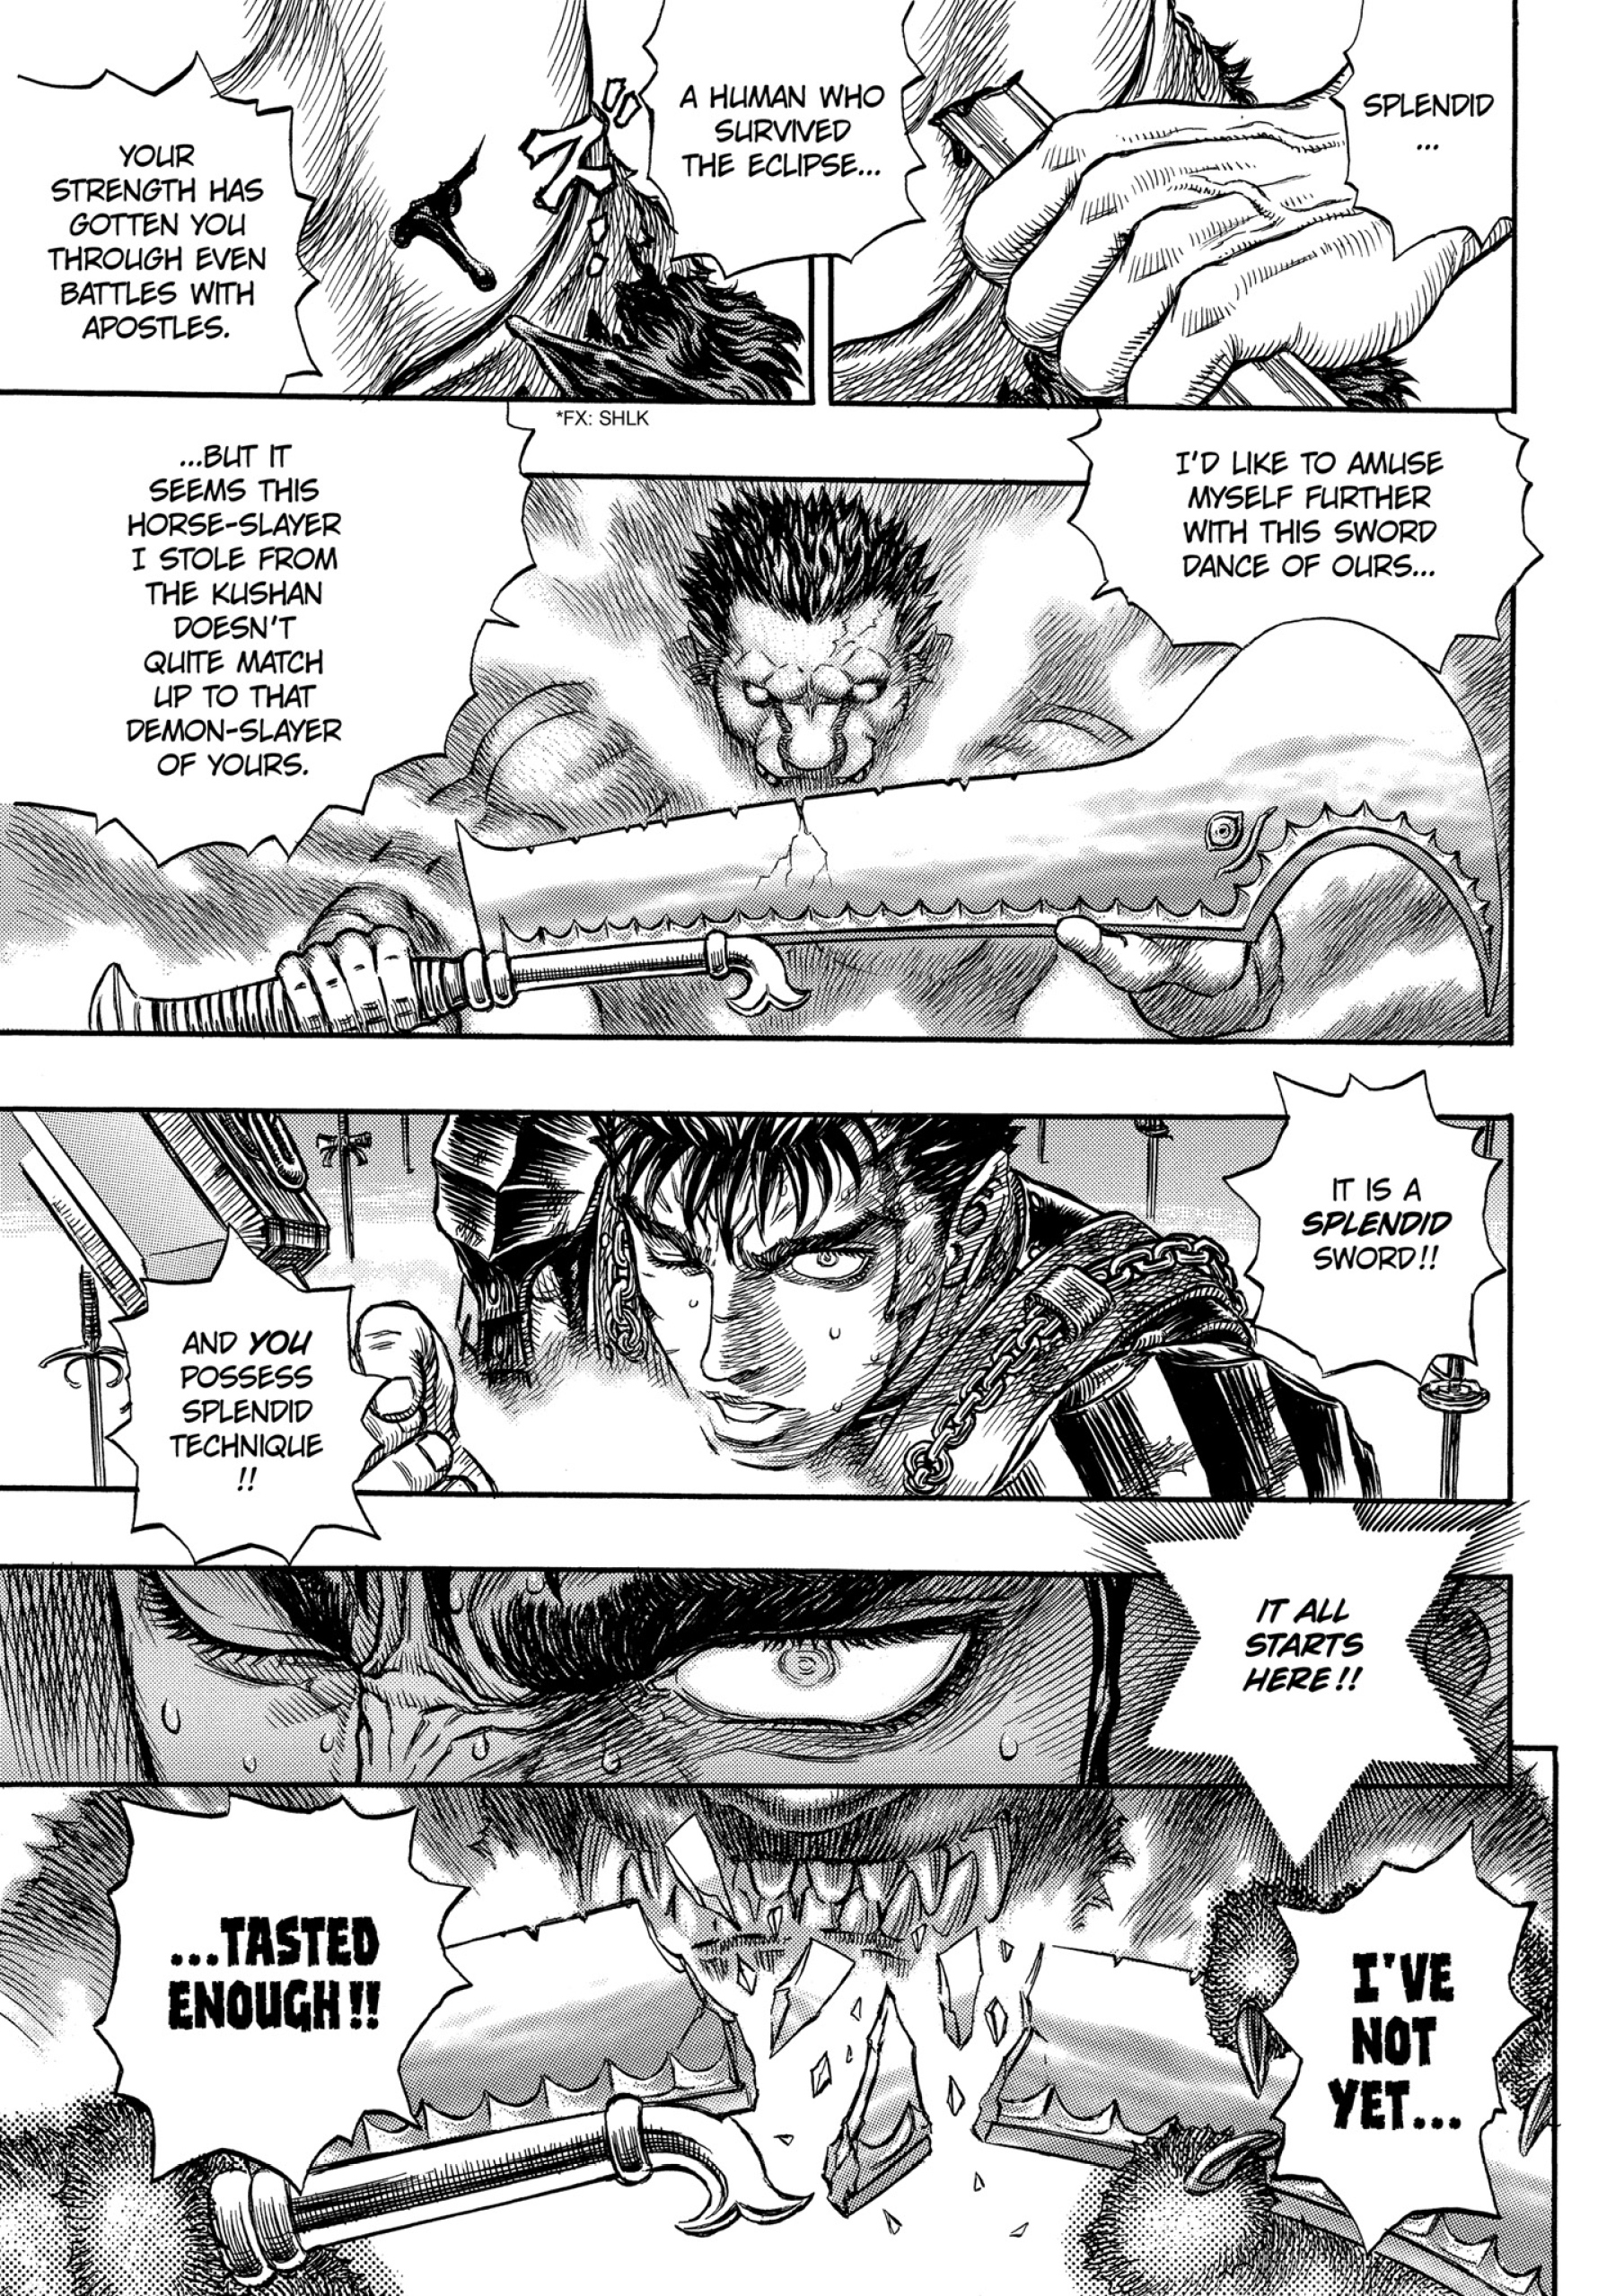 SPLENDID
...
A HUMAN WHO
SURVIVED
THE ECLIPSE...
YOUR
STRENGTH HAS
GOTTEN YOU
THROUGH EVEN
BATTLES WITH
APOSTLES.
*FX: SHLK
I'D LIKE TO AMUSE
MYSELF FURTHER
WITH THIS SWORD
DANCE OF OURS...
...BUT IT
SEEMS THIS
HORSE-SLAYER
I STOLE FROM
THE KUSHAN
DOESN'T
QUITE MATCH
UP TO THAT
DEMON-SLAYER
OF YOURS.
IT IS A
SPLENDID
SWORD!!
AND YOU
POSSESS
SPLENDID
TECHNIQUE
!!
IT ALL
STARTS
HERE!!
I'VE
NOT
YET...
...TASTED
ENOUGH!!